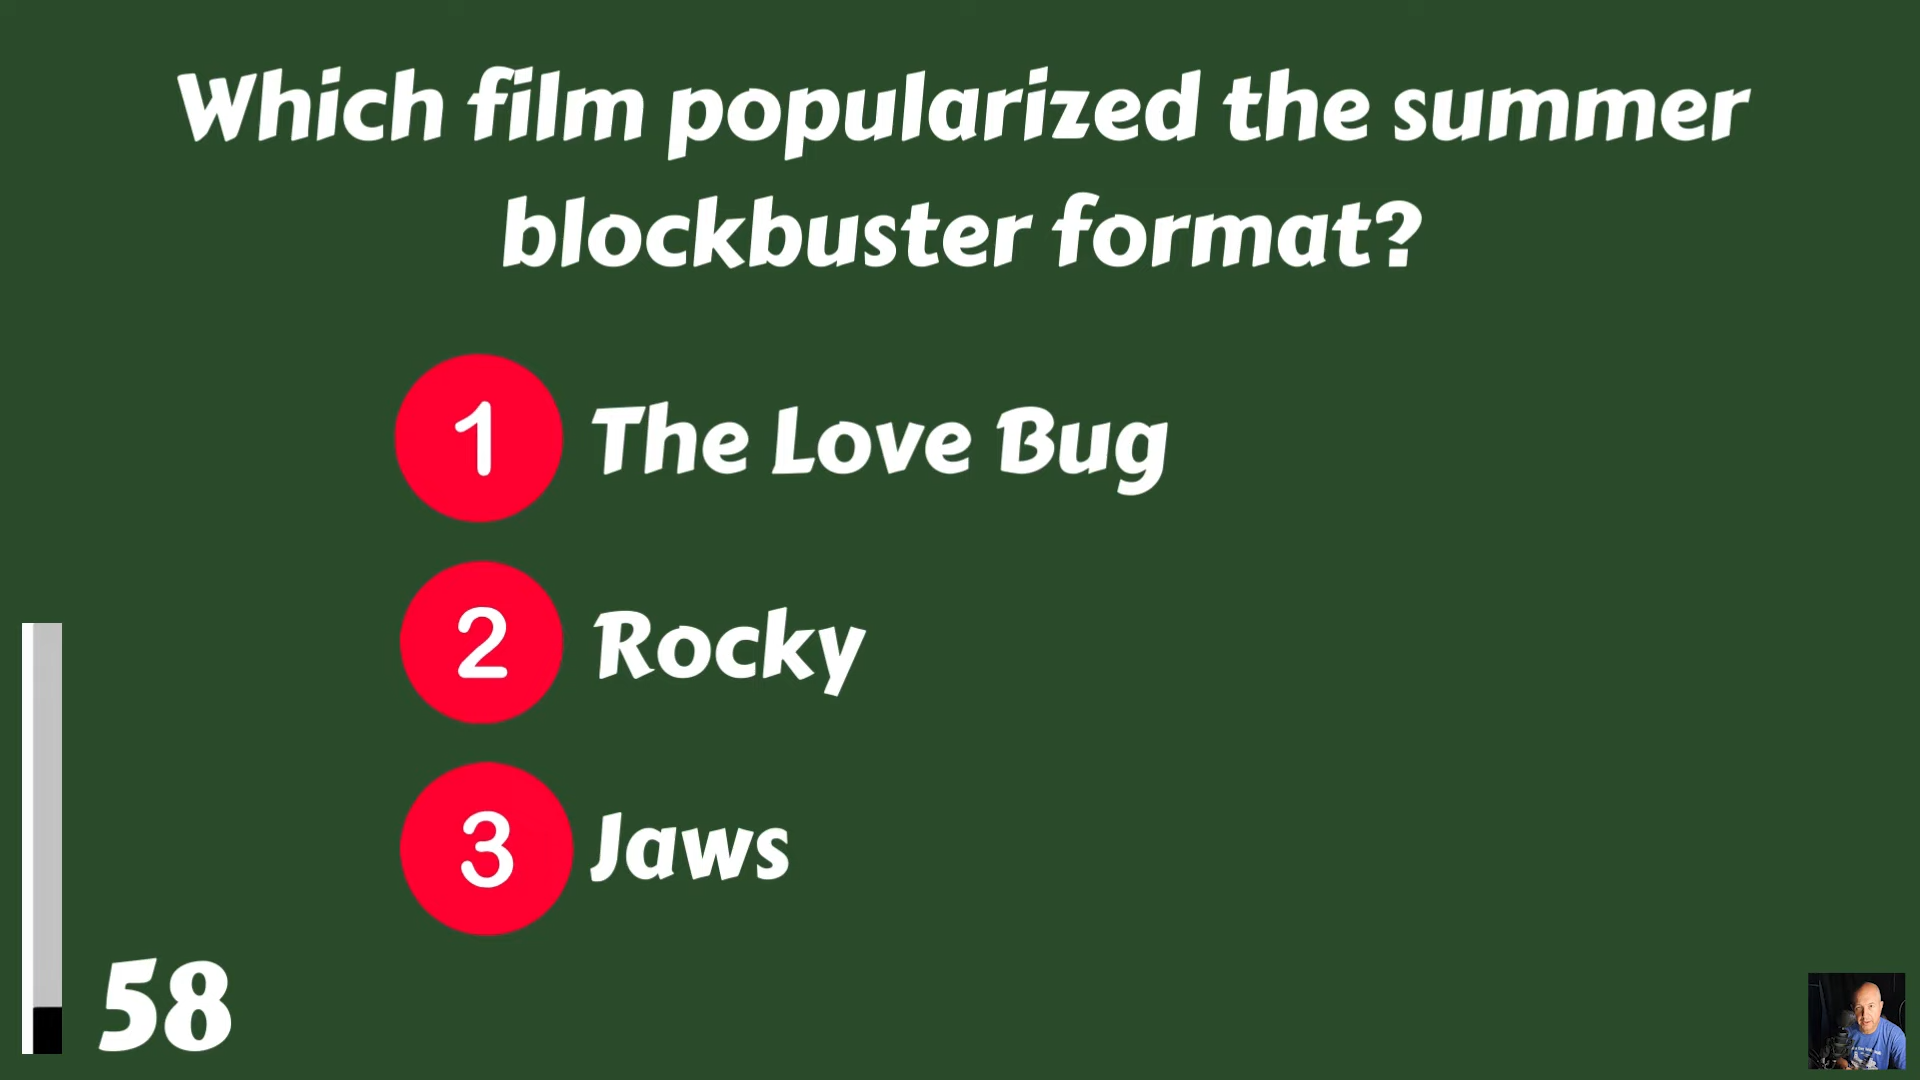 Which film popularized the summer
blockbuster format?
1 The Love Bug
2 Rocky
3 Jaws
58